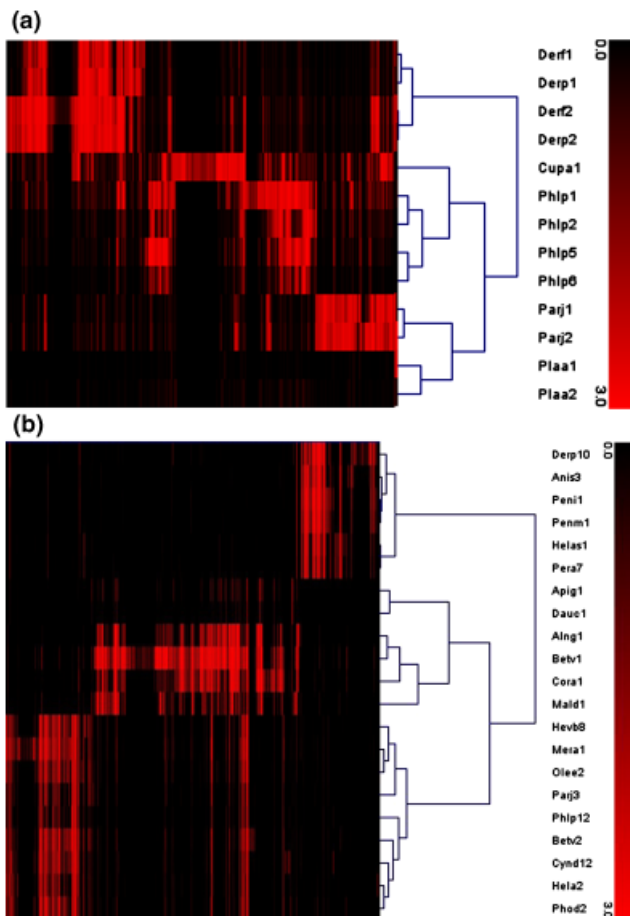 (a)
0.0
Derf1
Derp1
Derf2
Derp2
Cupa1
Phlp1
Phlp2
Phlp5
Phlp6
Parj1
Parj2
Plaa1
Plaa2
3.0
(b)
0.0
Derp10
Anis3
Peni1
Penm1
Helas1
Pera7
Apig1
Dauc1
Alng1
Betv1
Cora1
Mald1
Hevb8
Mera1
Olee2
Parj3
Phlp12
Betv2
Cynd12
Hela2
Phod2
3.0